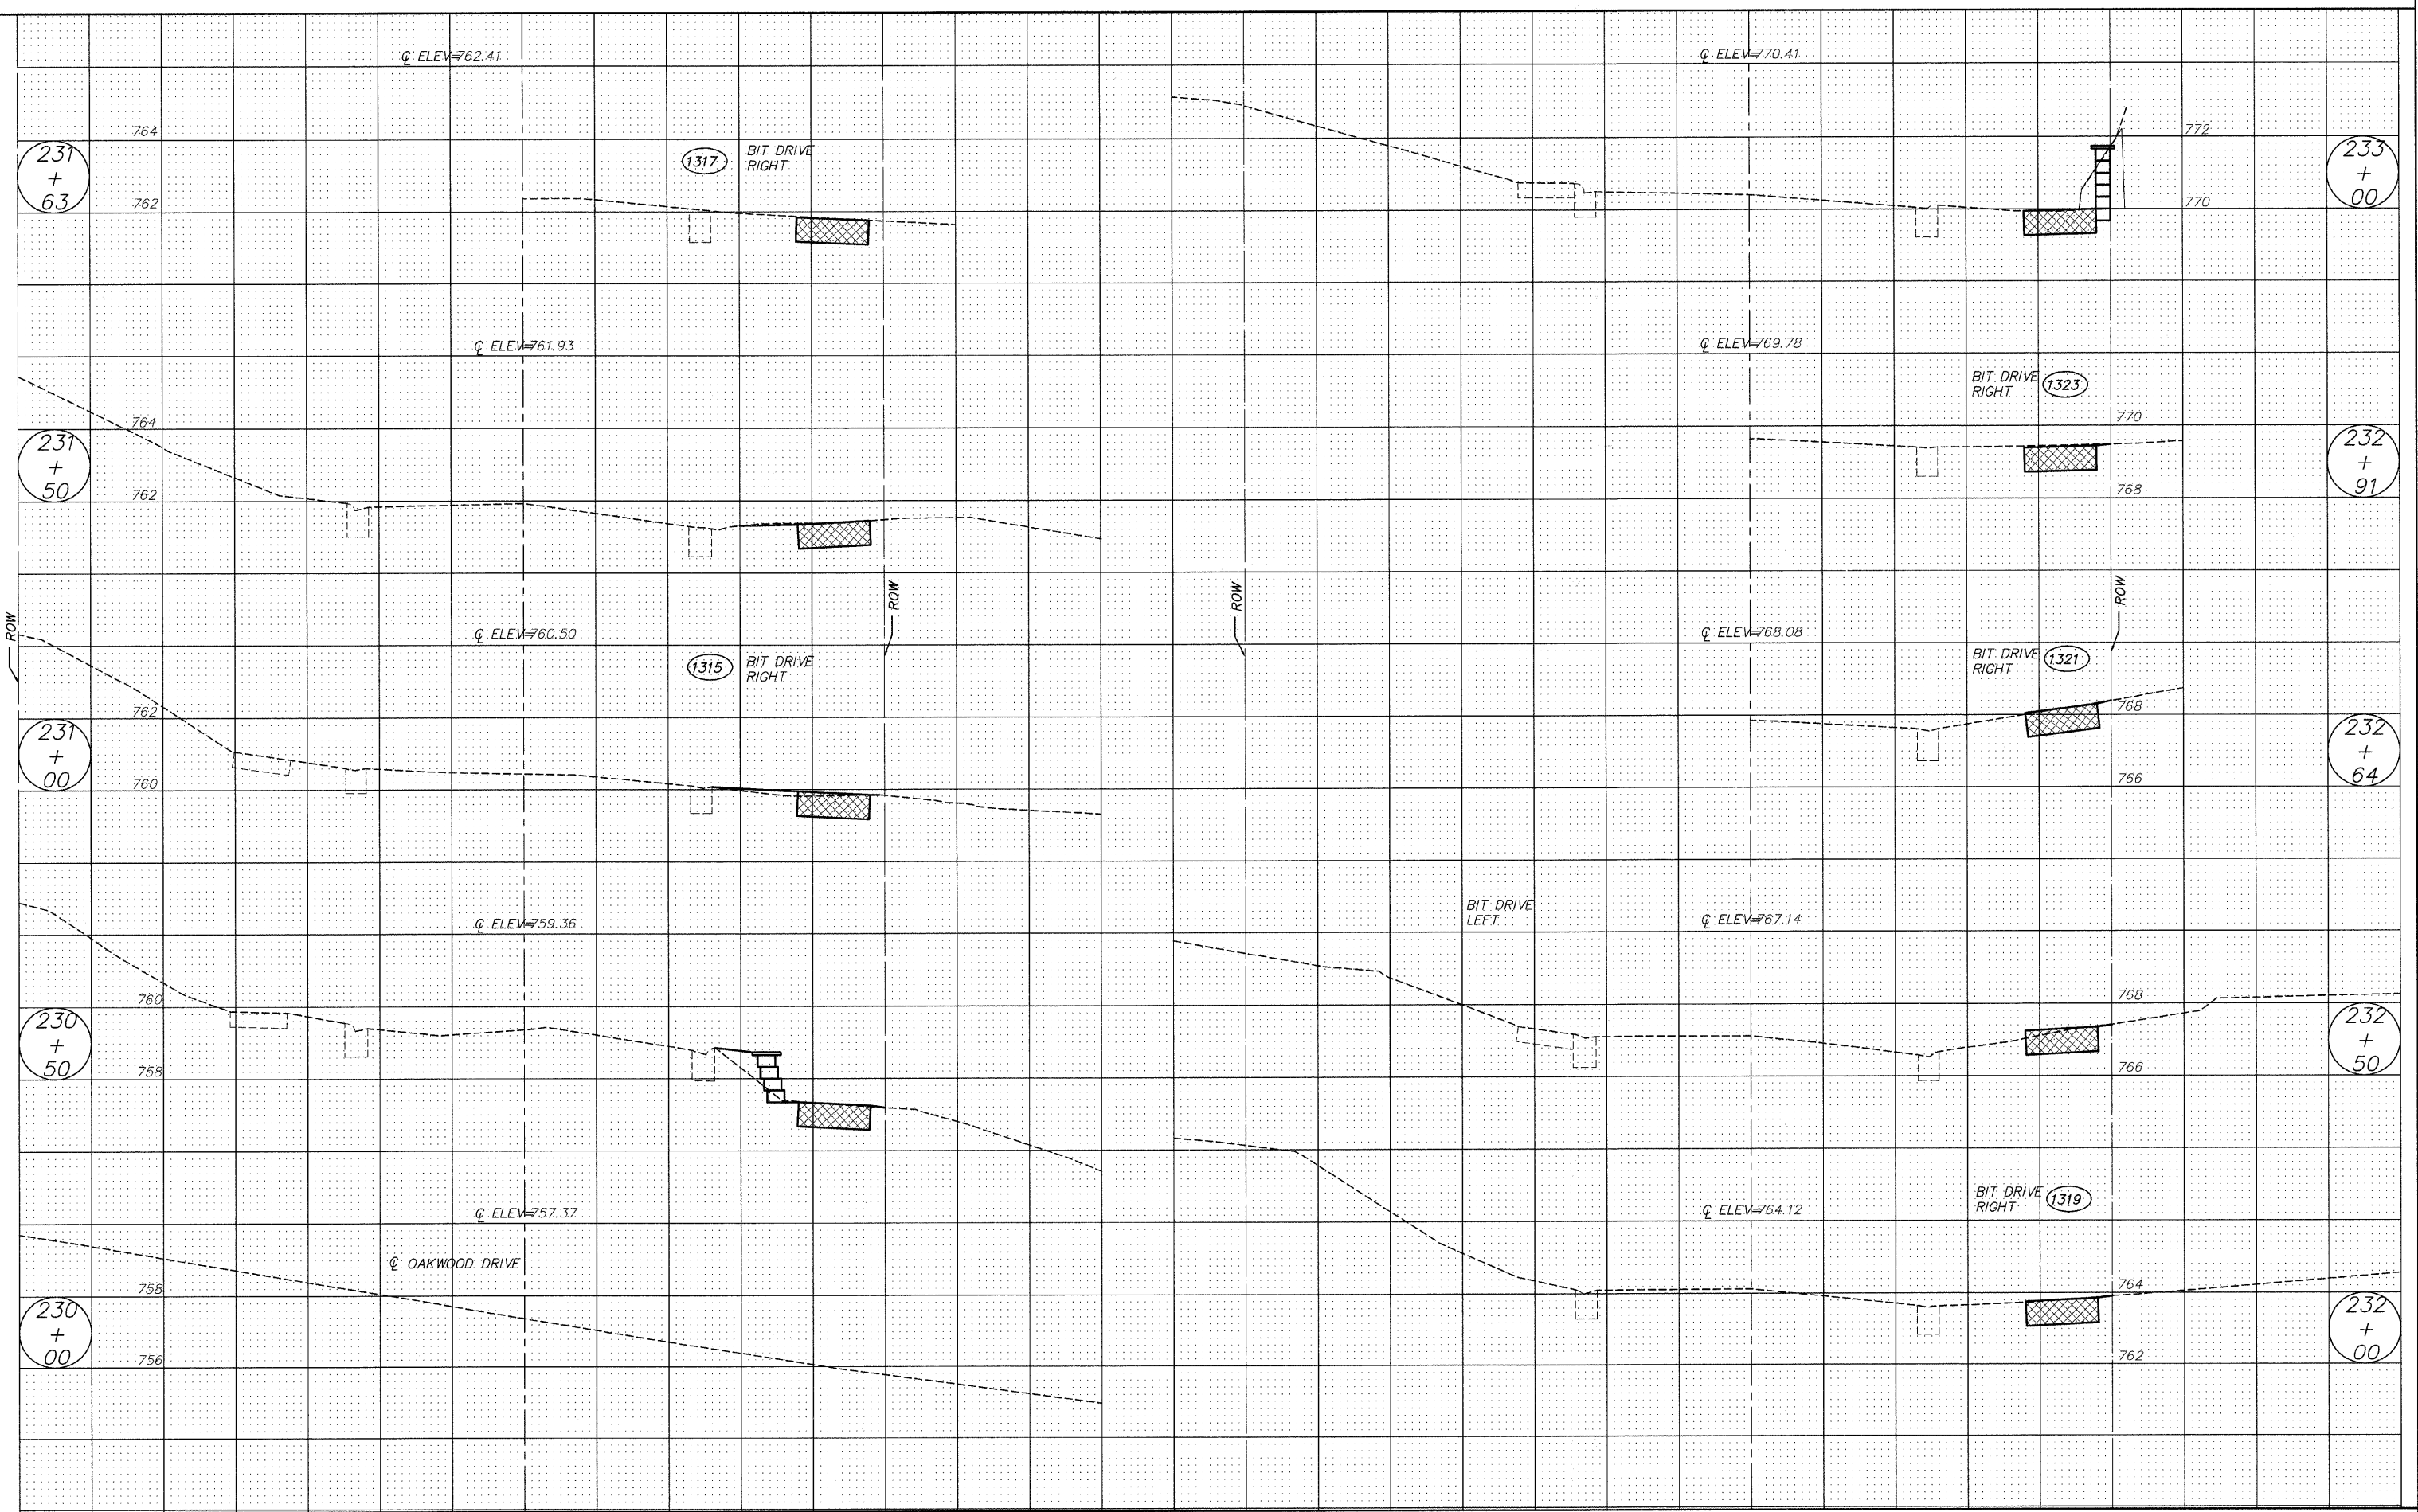 ℄ ELEV=762.41
764
231
+
63
762
1317
BIT DRIVE
RIGHT
℄ ELEV=761.93
764
231
+
50
762
ROW
ROW
℄ ELEV=760.50
1315
BIT DRIVE
RIGHT
762
231
+
00
760
℄ ELEV=759.36
760
230
+
50
758
℄ ELEV=757.37
℄ OAKWOOD DRIVE
758
230
+
00
756
℄ ELEV=770.41
772
233
+
00
770
℄ ELEV=769.78
BIT DRIVE
RIGHT
1323
770
232
+
91
768
ROW
ROW
℄ ELEV=768.08
BIT DRIVE
RIGHT
1321
768
232
+
64
766
BIT DRIVE
LEFT
℄ ELEV=767.14
768
232
+
50
766
BIT DRIVE
RIGHT
1319
℄ ELEV=764.12
764
232
+
00
762